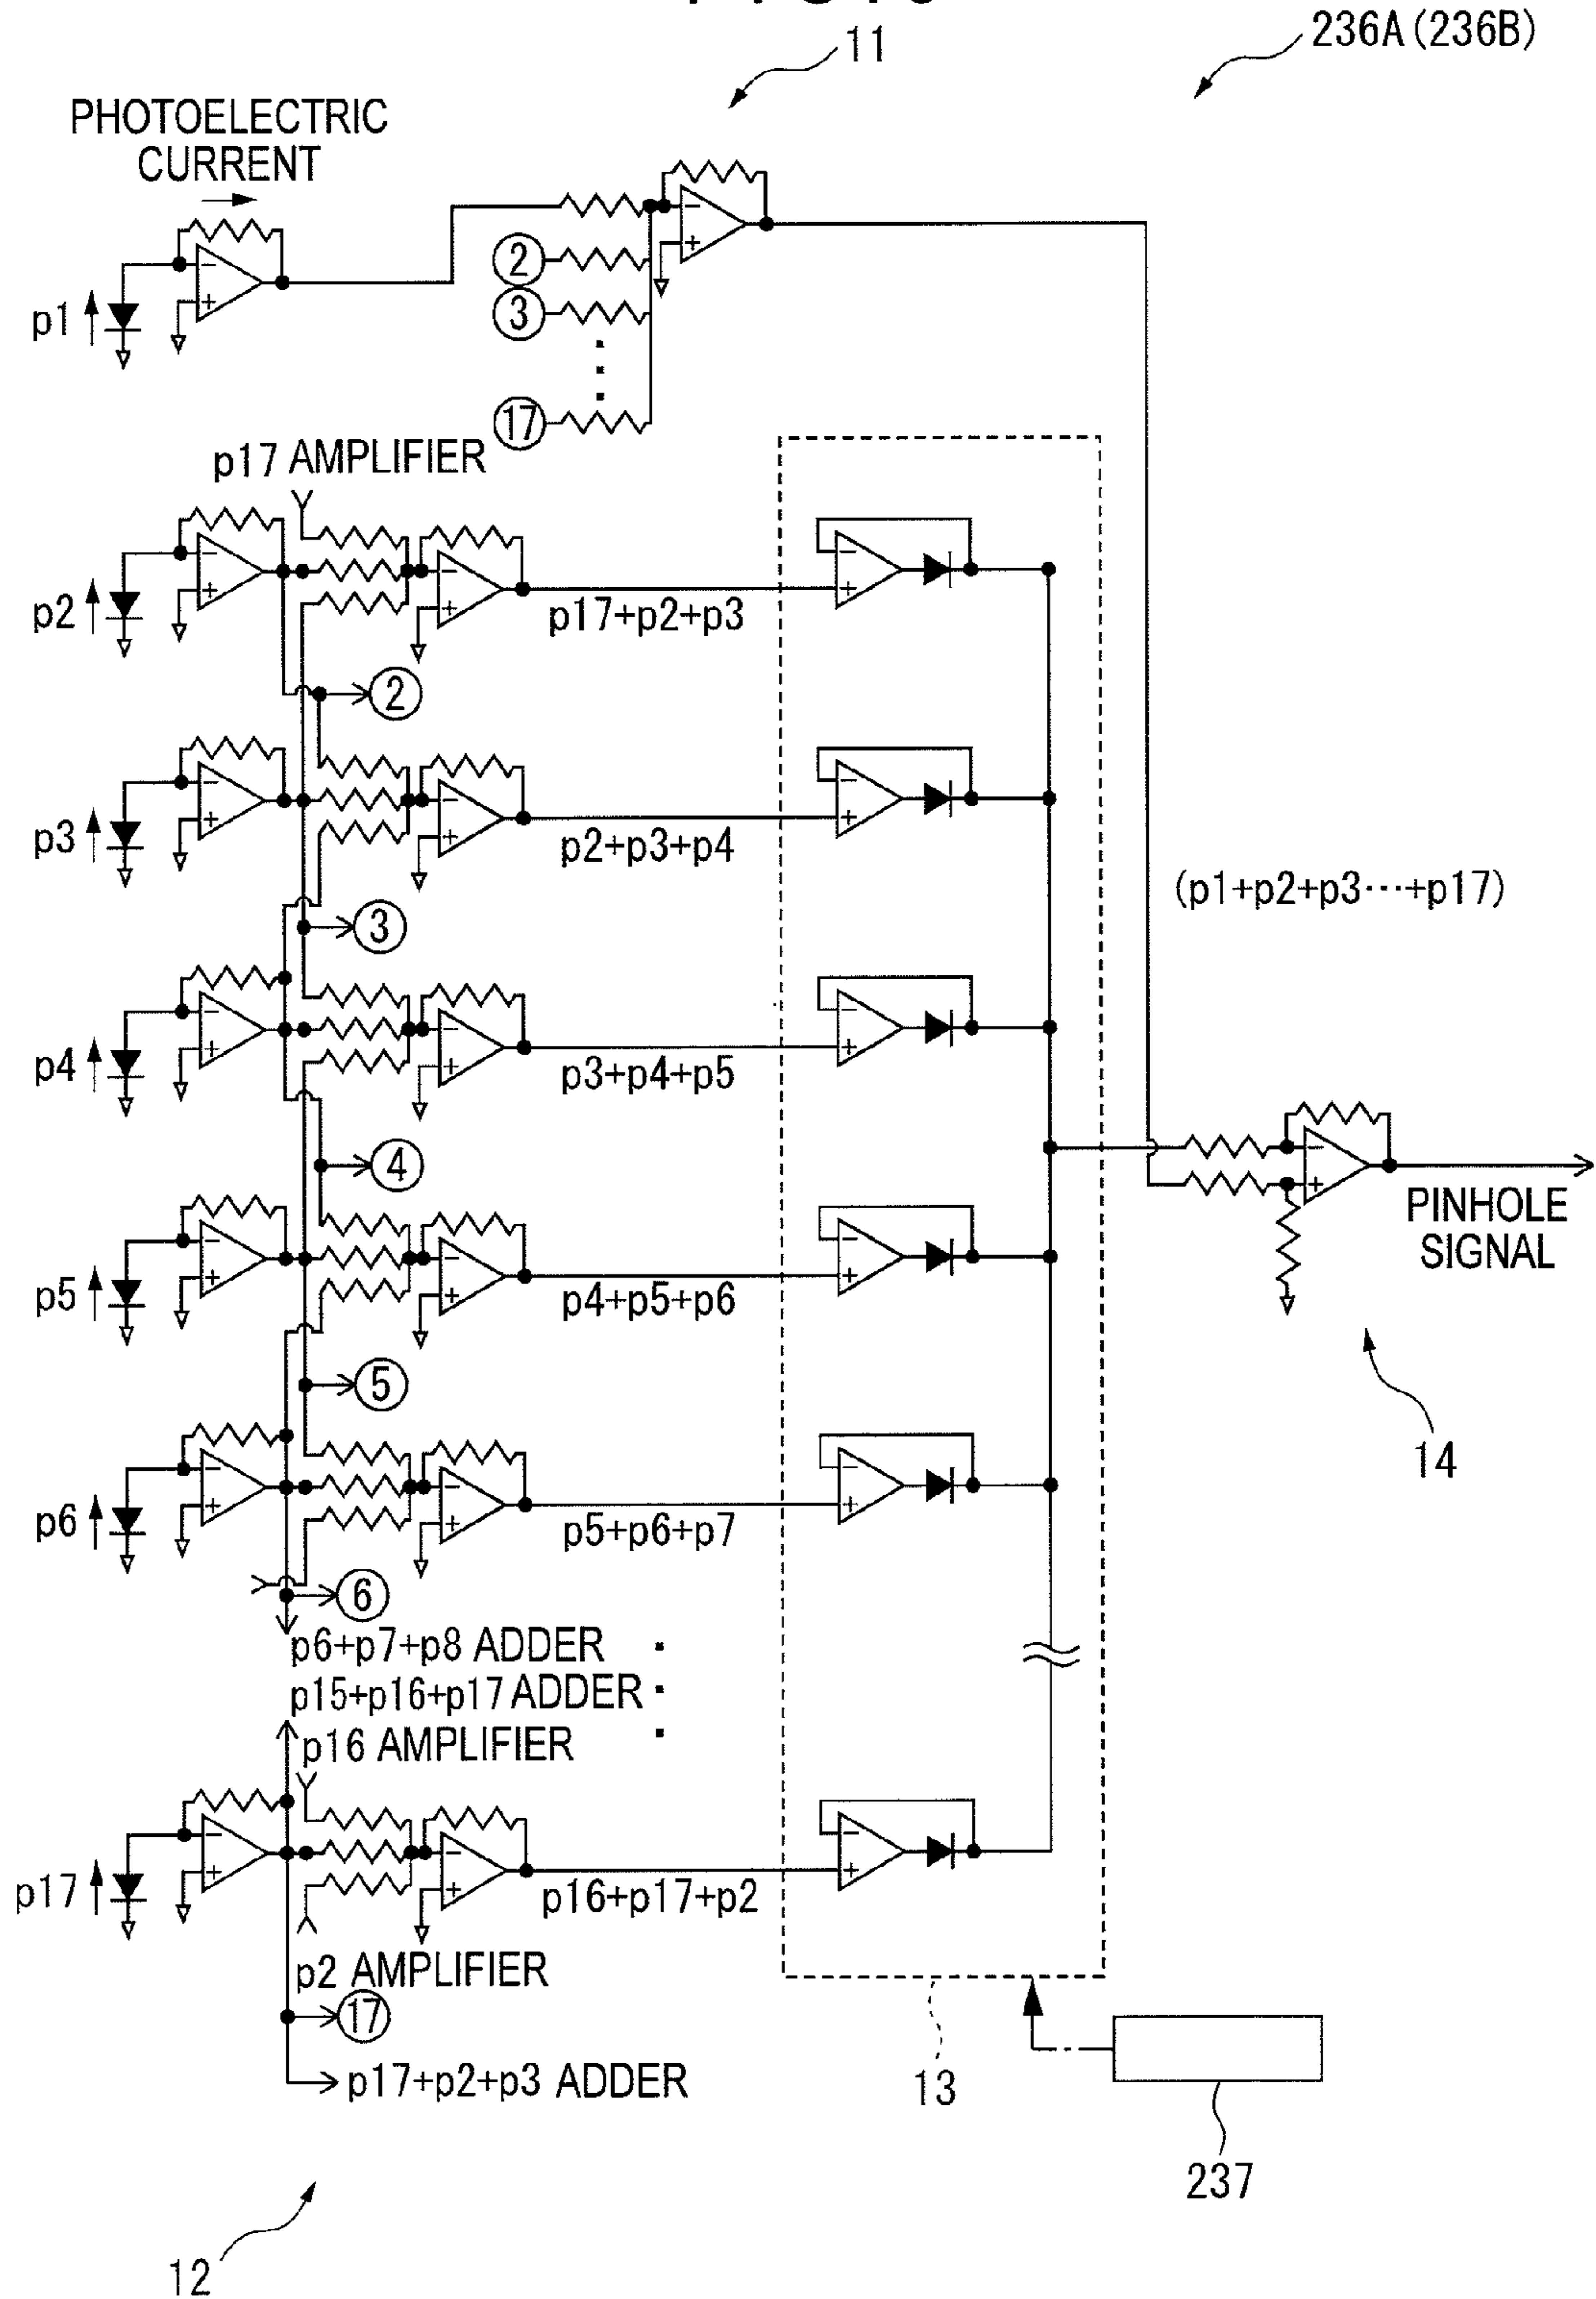 236A(236B)
11
PHOTOELECTRIC
CURRENT
p1
−
+
−
+
2
3
17
p17 AMPLIFIER
p2
p17+p2+p3
2
p3
p2+p3+p4
(p1+p2+p3⋯+p17)
3
p4
p3+p4+p5
4
PINHOLE
SIGNAL
p5
p4+p5+p6
5
14
p6
p5+p6+p7
6
p6+p7+p8 ADDER
p15+p16+p17 ADDER
p16 AMPLIFIER
p17
p16+p17+p2
p2 AMPLIFIER
17
p17+p2+p3 ADDER
13
237
12